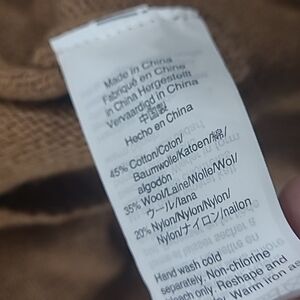 Made in China
Fabriqué en China
in China Hergestellt
Vervaardigd in China
中国製
Hecho en China
45% Cotton/Coton/
Baumwolle/Katoen/綿/
algodón
35% Wool/Laine/Wolle/Wol/
ウール/lana
20% Nylon/Nylon/Nylon/
Nylon/ナイロン/nailon
Hand wash cold
separately, Non-chlorine
only Reshape and
Warm iron as